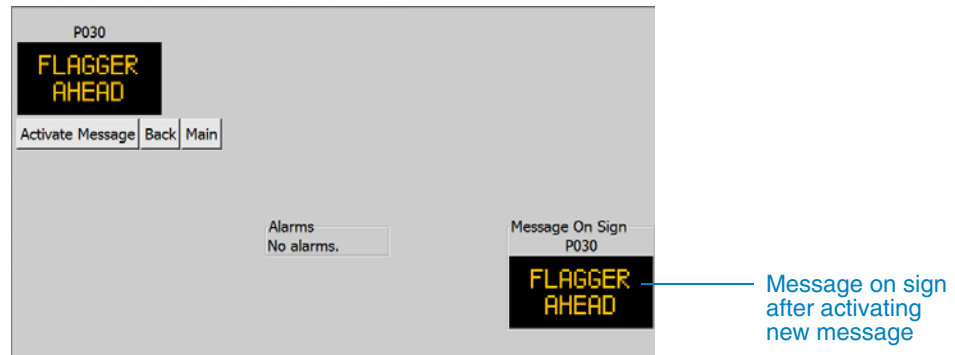 P030
FLAGGER
AHEAD
Activate Message Back Main
Alarms
No alarms.
Message On Sign
P030
FLAGGER
AHEAD
Message on sign
after activating
new message